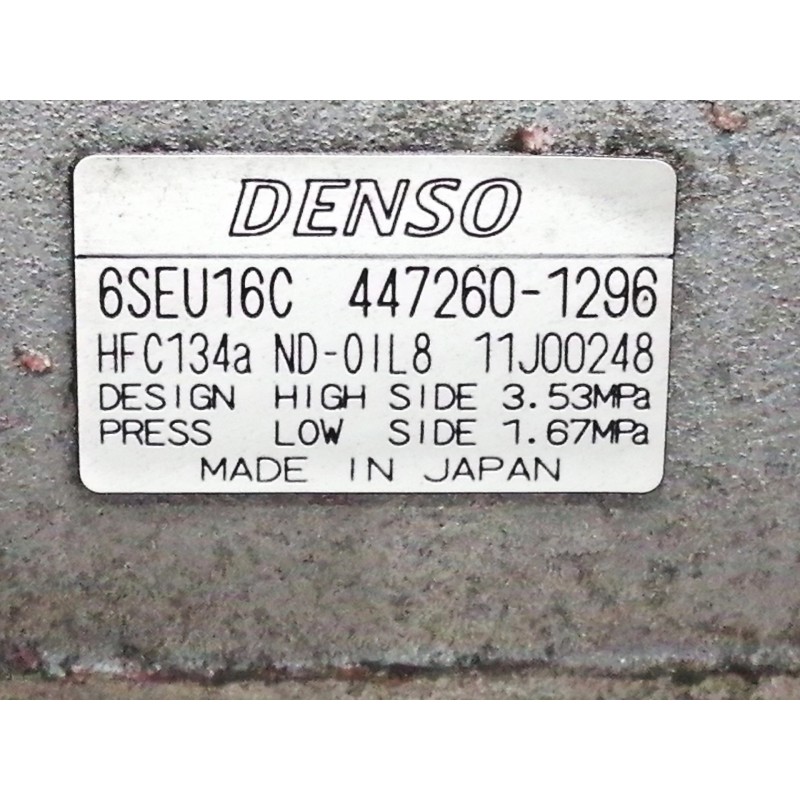 DENSO
6SEU16C 447260-1296
HFC134a ND-OIL8 11J00248
DESIGN HIGH SIDE 3.53MPa
PRESS LOW SIDE 1.67MPa
MADE IN JAPAN